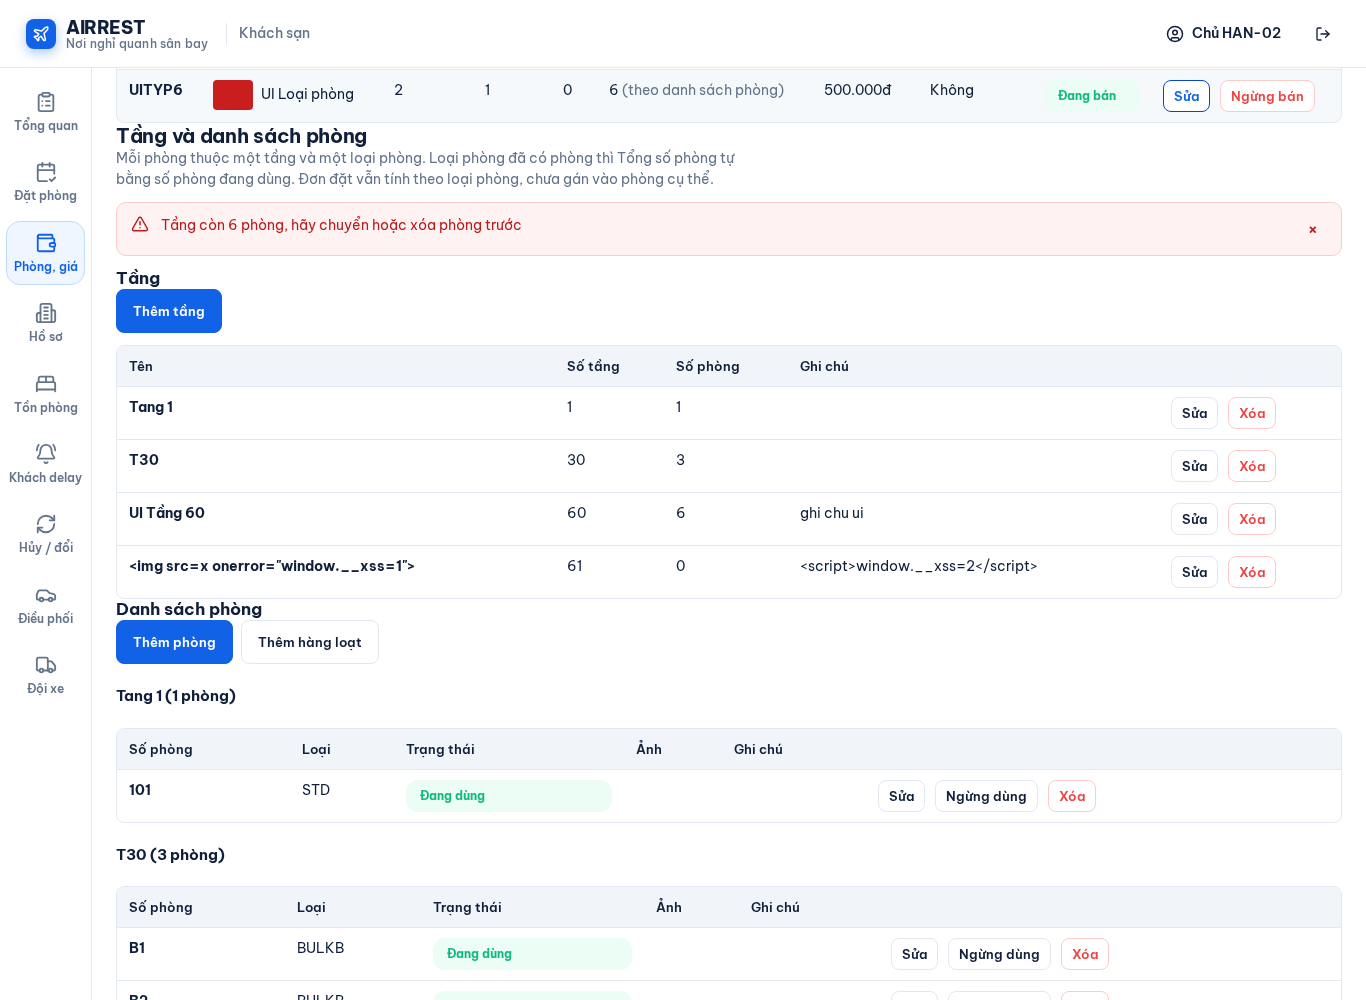 AIRREST
Nơi nghỉ quanh sân bay
Khách sạn
Chủ HAN-02
Tổng quan
Đặt phòng
Phòng, giá
Hồ sơ
Tồn phòng
Khách delay
Hủy / đổi
Điều phối
Đội xe
UITYP6 UI Loại phòng 2 1 0 6 (theo danh sách phòng) 500.000đ Không Đang bán Sửa Ngừng bán
Tầng và danh sách phòng
Mỗi phòng thuộc một tầng và một loại phòng. Loại phòng đã có phòng thì Tổng số phòng tự
bằng số phòng đang dùng. Đơn đặt vẫn tính theo loại phòng, chưa gán vào phòng cụ thể.
Tầng còn 6 phòng, hãy chuyển hoặc xóa phòng trước ×
Tầng
Thêm tầng
Tên Số tầng Số phòng Ghi chú
Tang 1 1 1 Sửa Xóa
T30 30 3 Sửa Xóa
UI Tầng 60 60 6 ghi chu ui Sửa Xóa
<img src=x onerror="window.__xss=1"> 61 0 <script>window.__xss=2</script> Sửa Xóa
Danh sách phòng
Thêm phòng Thêm hàng loạt
Tang 1 (1 phòng)
Số phòng Loại Trạng thái Ảnh Ghi chú
101 STD Đang dùng Sửa Ngừng dùng Xóa
T30 (3 phòng)
Số phòng Loại Trạng thái Ảnh Ghi chú
B1 BULKB Đang dùng Sửa Ngừng dùng Xóa
B2 BULKB